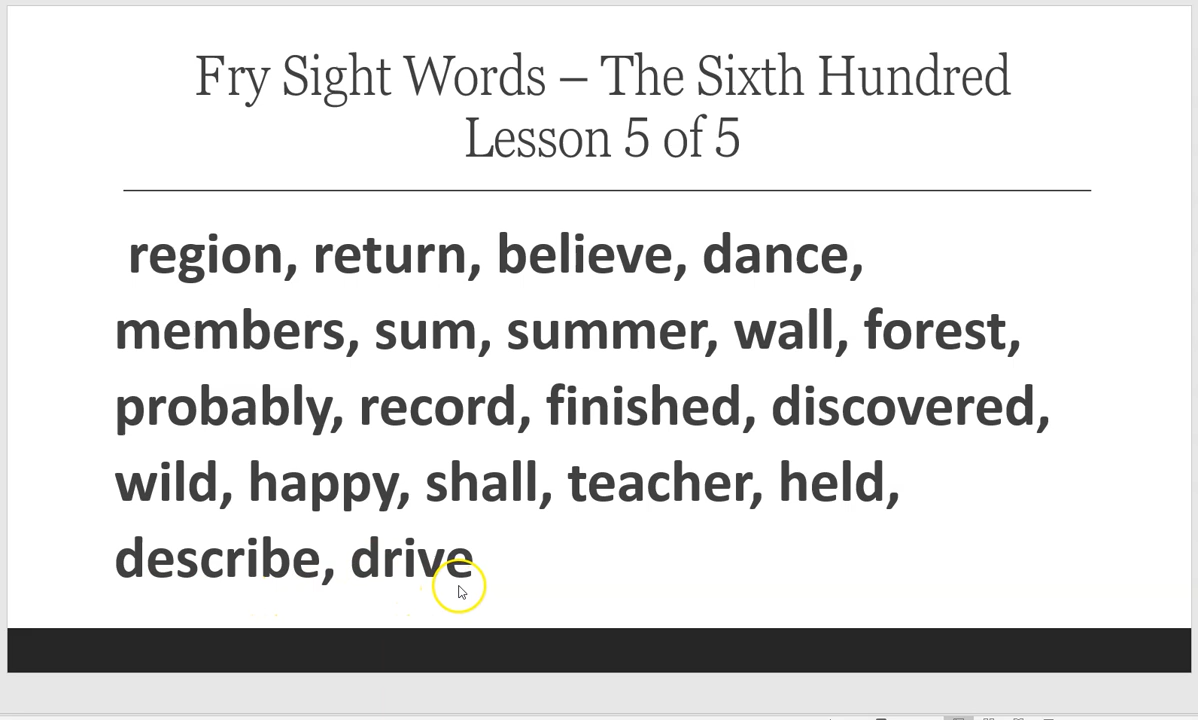 Fry Sight Words – The Sixth Hundred
Lesson 5 of 5
region, return, believe, dance,
members, sum, summer, wall, forest,
probably, record, finished, discovered,
wild, happy, shall, teacher, held,
describe, drive